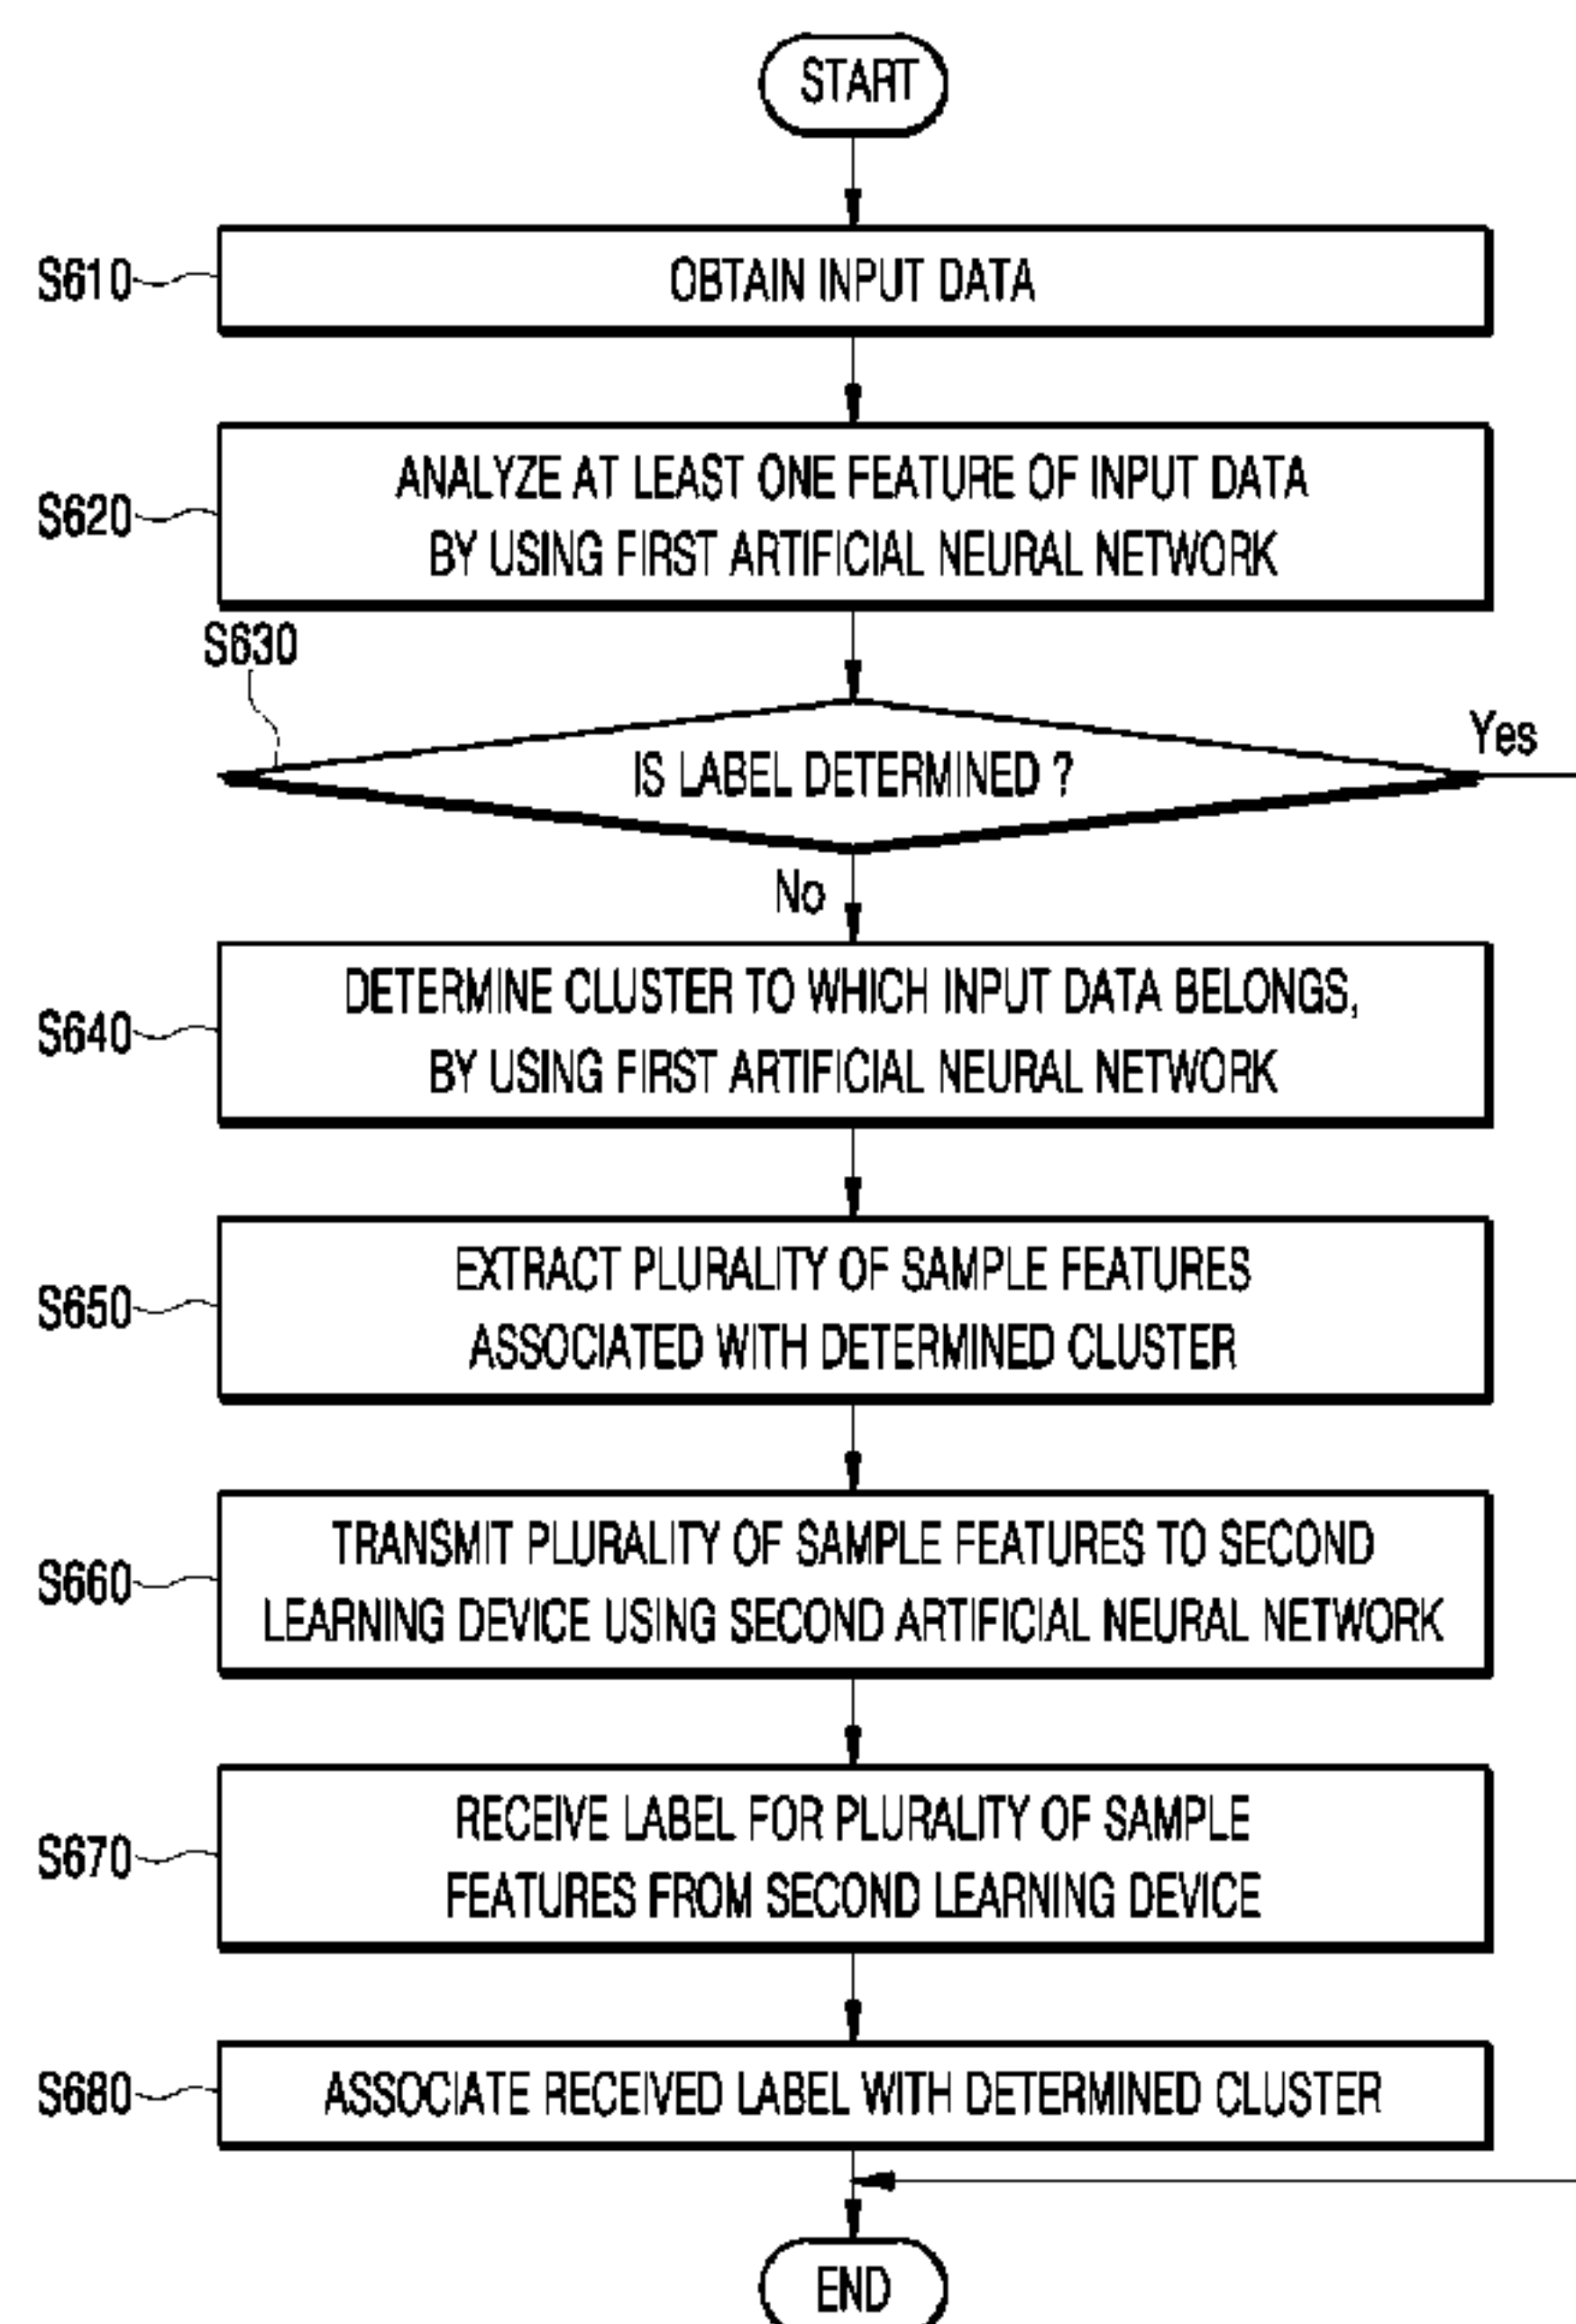 START
S610
OBTAIN INPUT DATA
S620
ANALYZE AT LEAST ONE FEATURE OF INPUT DATA
BY USING FIRST ARTIFICIAL NEURAL NETWORK
S630
IS LABEL DETERMINED ?
Yes
No
S640
DETERMINE CLUSTER TO WHICH INPUT DATA BELONGS,
BY USING FIRST ARTIFICIAL NEURAL NETWORK
S650
EXTRACT PLURALITY OF SAMPLE FEATURES
ASSOCIATED WITH DETERMINED CLUSTER
S660
TRANSMIT PLURALITY OF SAMPLE FEATURES TO SECOND
LEARNING DEVICE USING SECOND ARTIFICIAL NEURAL NETWORK
S670
RECEIVE LABEL FOR PLURALITY OF SAMPLE
FEATURES FROM SECOND LEARNING DEVICE
S680
ASSOCIATE RECEIVED LABEL WITH DETERMINED CLUSTER
END